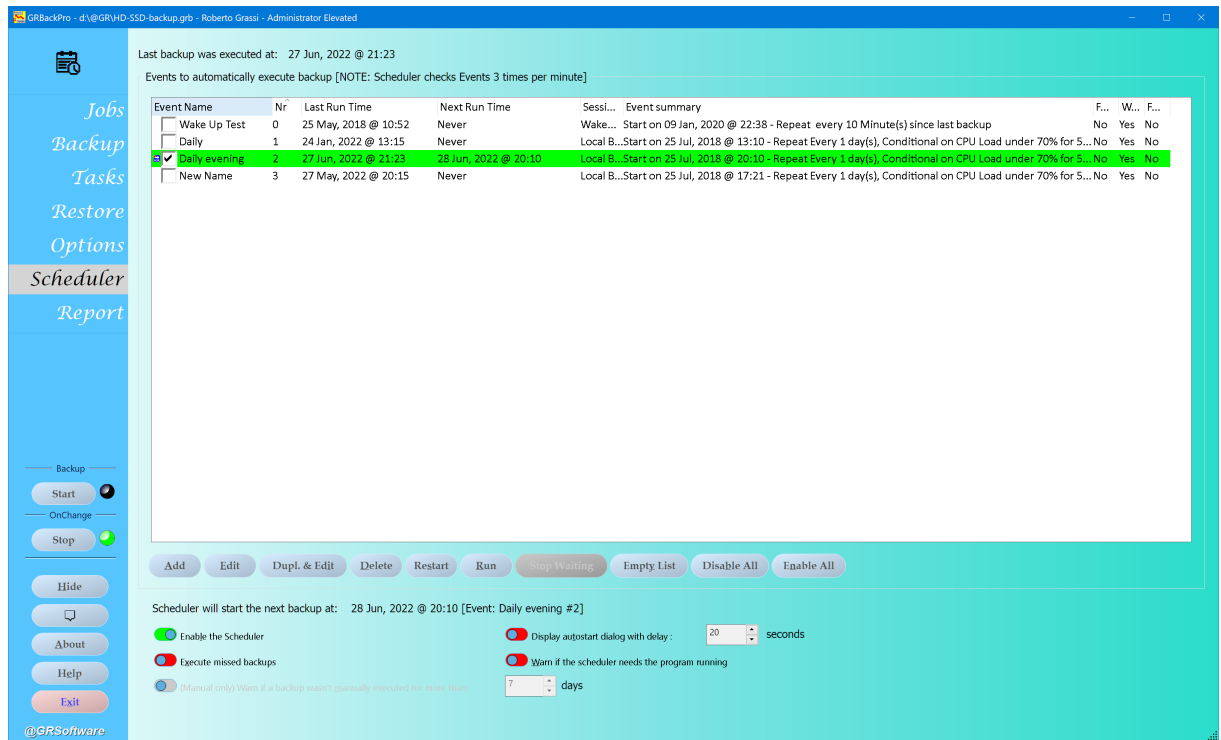 GRBackPro - d:\@GR\HD-SSD-backup.grb - Roberto Grassi - Administrator Elevated
Jobs
Backup
Tasks
Restore
Options
Scheduler
Report
Backup
Start
OnChange
Stop
Hide
About
Help
Exit
@GRSoftware
Last backup was executed at: 27 Jun, 2022 @ 21:23
Events to automatically execute backup [NOTE: Scheduler checks Events 3 times per minute]
Event Name Nr Last Run Time Next Run Time Sessi... Event summary F... W... F...
Wake Up Test 0 25 May, 2018 @ 10:52 Never Wake... Start on 09 Jan, 2020 @ 22:38 - Repeat every 10 Minute(s) since last backup No Yes No
Daily 1 24 Jan, 2022 @ 13:15 Never Local B... Start on 25 Jul, 2018 @ 13:10 - Repeat Every 1 day(s), Conditional on CPU Load under 70% for 5... No Yes No
Daily evening 2 27 Jun, 2022 @ 21:23 28 Jun, 2022 @ 20:10 Local B... Start on 25 Jul, 2018 @ 20:10 - Repeat Every 1 day(s), Conditional on CPU Load under 70% for 5... No Yes No
New Name 3 27 May, 2022 @ 20:15 Never Local B... Start on 25 Jul, 2018 @ 17:21 - Repeat Every 1 day(s), Conditional on CPU Load under 70% for 5... No Yes No
Add Edit Dupl. & Edit Delete Restart Run Stop Waiting Empty List Disable All Enable All
Scheduler will start the next backup at: 28 Jun, 2022 @ 20:10 [Event: Daily evening #2]
Enable the Scheduler Display autostart dialog with delay : 20 seconds
Execute missed backups Warn if the scheduler needs the program running
(Manual only) Warn if a backup wasn't manually executed for more than: 7 days